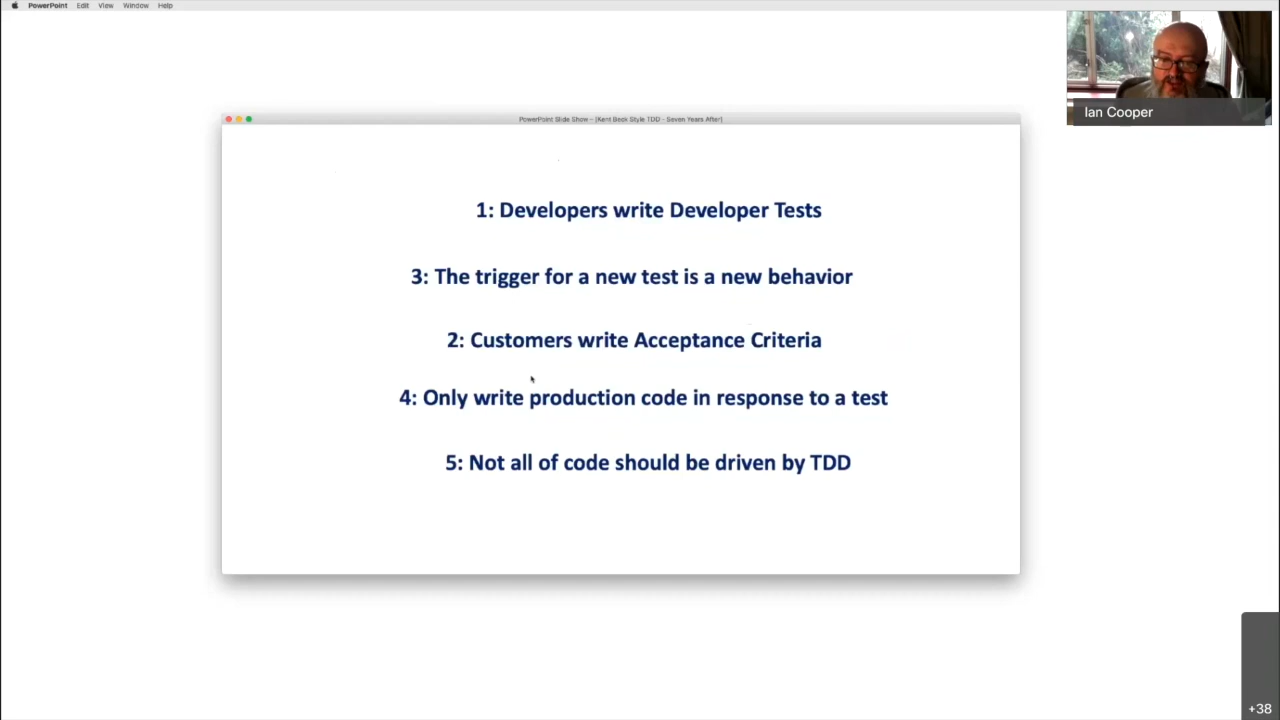 PowerPoint Edit View Window Help
Ian Cooper
PowerPoint Slide Show - [Kent Beck Style TDD - Seven Years After]
1: Developers write Developer Tests
3: The trigger for a new test is a new behavior
2: Customers write Acceptance Criteria
4: Only write production code in response to a test
5: Not all of code should be driven by TDD
+38